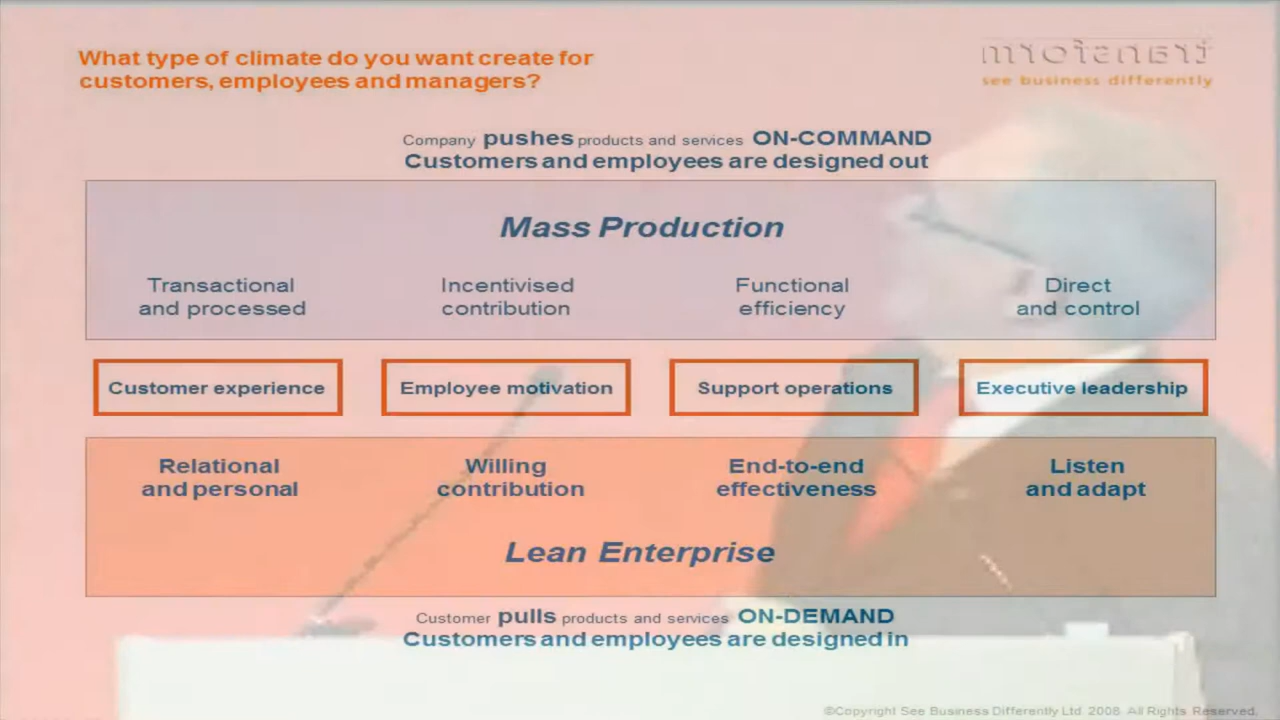 What type of climate do you want create for
customers, employees and managers?
see business differently
Company pushes products and services ON-COMMAND
Customers and employees are designed out
Mass Production
Transactional
and processed
Incentivised
contribution
Functional
efficiency
Direct
and control
Customer experience
Employee motivation
Support operations
Executive leadership
Relational
and personal
Willing
contribution
End-to-end
effectiveness
Listen
and adapt
Lean Enterprise
Customer pulls products and services ON-DEMAND
Customers and employees are designed in
©Copyright See Business Differently Ltd. 2008. All Rights Reserved.